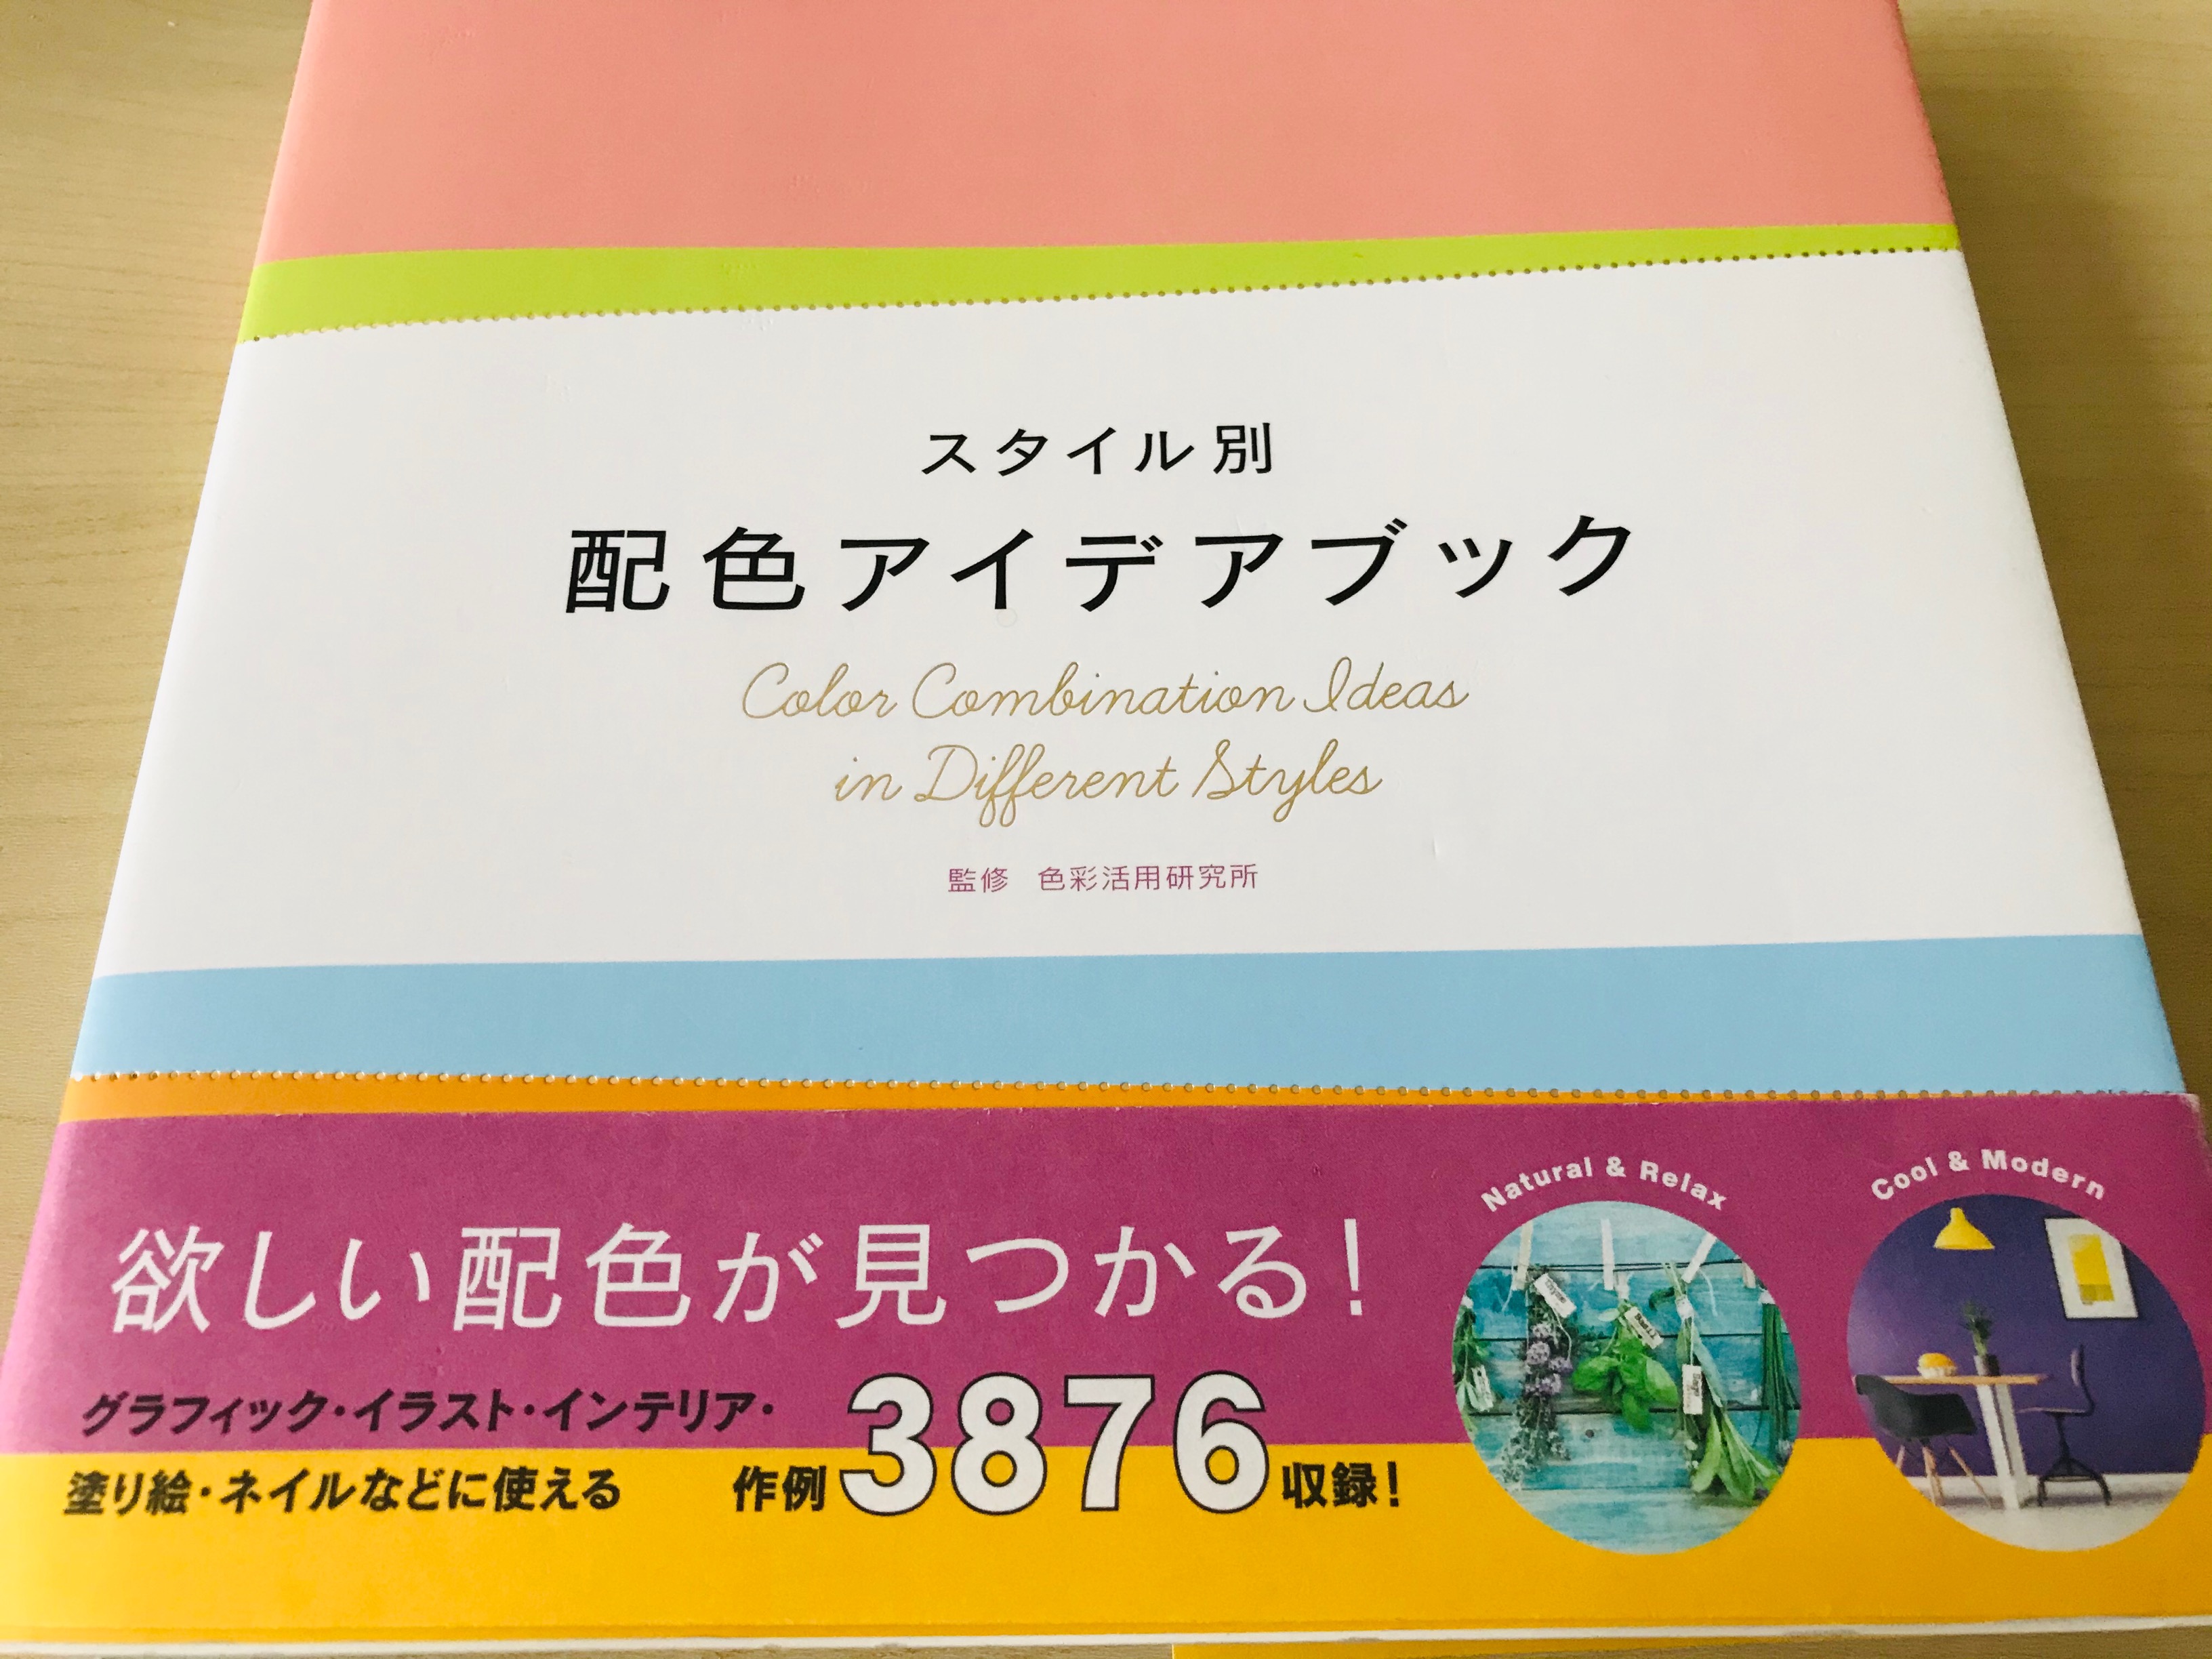 スタイル別
配色アイデアブック
Color Combination Ideas
in Different Styles
監修 色彩活用研究所
欲しい配色が見つかる!
グラフィック・イラスト・インテリア・
塗り絵・ネイルなどに使える
作例3876収録!
Natural & Relax
Cool & Modern